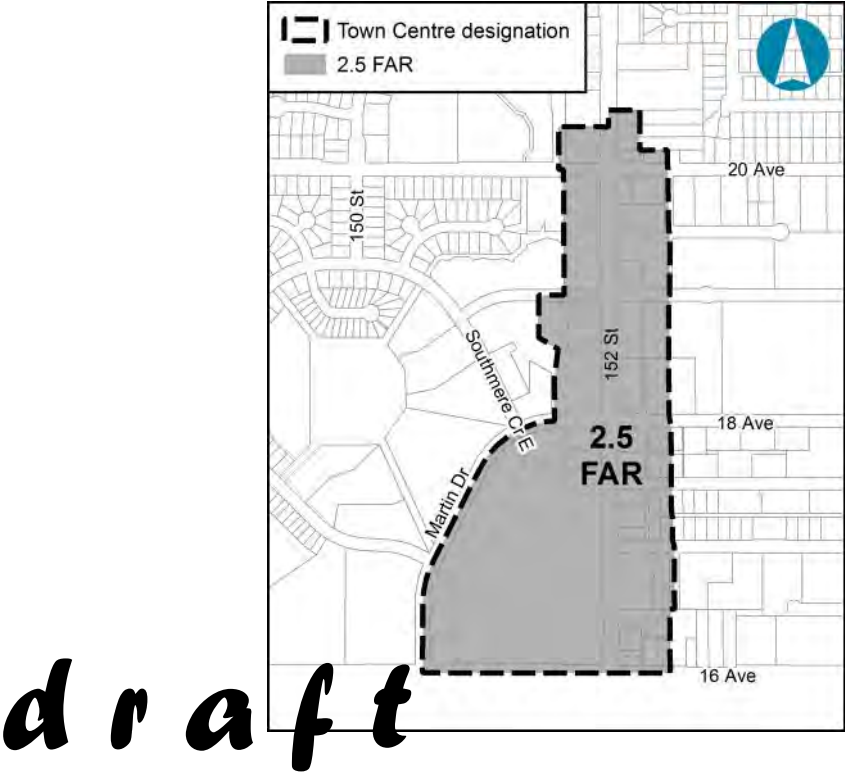 Town Centre designation
2.5 FAR
20 Ave
150 St
152 St
Southmere Cr E
18 Ave
2.5
FAR
Martin Dr
16 Ave
draft